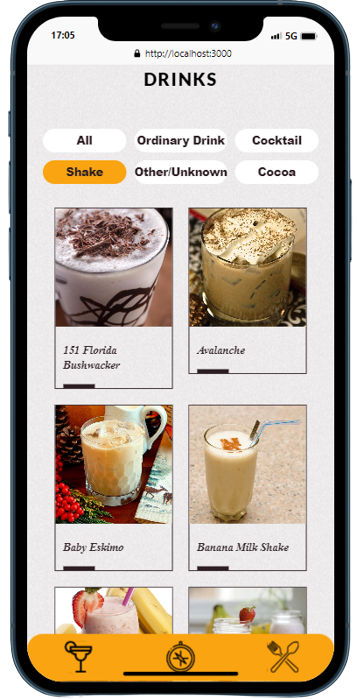 17:05
5G
http://localhost:3000
DRINKS
All
Ordinary Drink
Cocktail
Shake
Other/Unknown
Cocoa
151 Florida
Bushwacker
Avalanche
Baby Eskimo
Banana Milk Shake